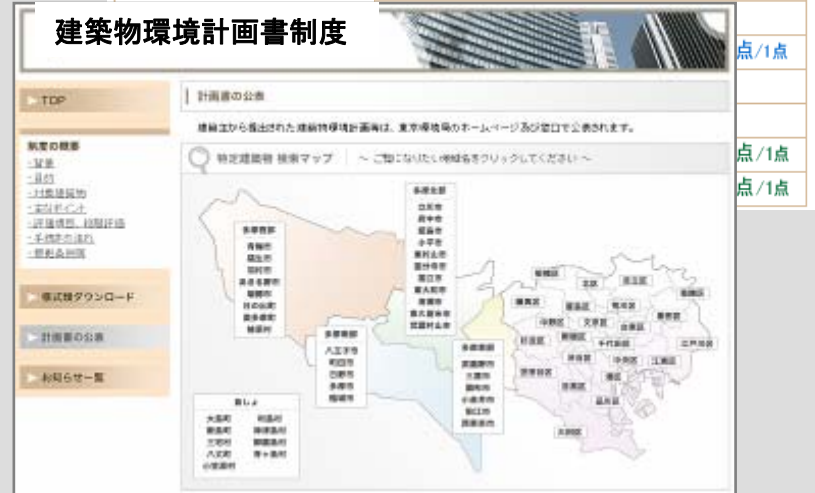 建築物環境計画書制度
点/1点
点/1点
点/1点
TOP
計画書の公表
建築主から提出された建築物環境計画書は、東京環境局のホームページ及び窓口で公表されます。
特定建築物 検索マップ ~ ご覧になりたい地域名をクリックしてください ~
制度の概要
・背景
・目的
・対象建築物
・主なポイント
・評価項目、段階評価
・手続きの流れ
・根拠条例等
様式類ダウンロード
計画書の公表
お知らせ一覧
多摩西部
青梅市
福生市
羽村市
あきる野市
瑞穂町
日の出町
奥多摩町
檜原村
多摩北部
立川市
府中市
昭島市
小平市
東村山市
国分寺市
国立市
東大和市
清瀬市
東久留米市
武蔵村山市
多摩南部
八王子市
町田市
日野市
多摩市
稲城市
多摩東部
武蔵野市
三鷹市
調布市
小金井市
狛江市
西東京市
島しょ
大島町 利島村
新島村 神津島村
三宅村 御蔵島村
八丈町 青ヶ島村
小笠原村
板橋区
北区
足立区
葛飾区
練馬区
豊島区
荒川区
墨田区
中野区
文京区
台東区
杉並区
新宿区
千代田区
江戸川区
渋谷区
中央区
江東区
世田谷区
港区
目黒区
品川区
大田区